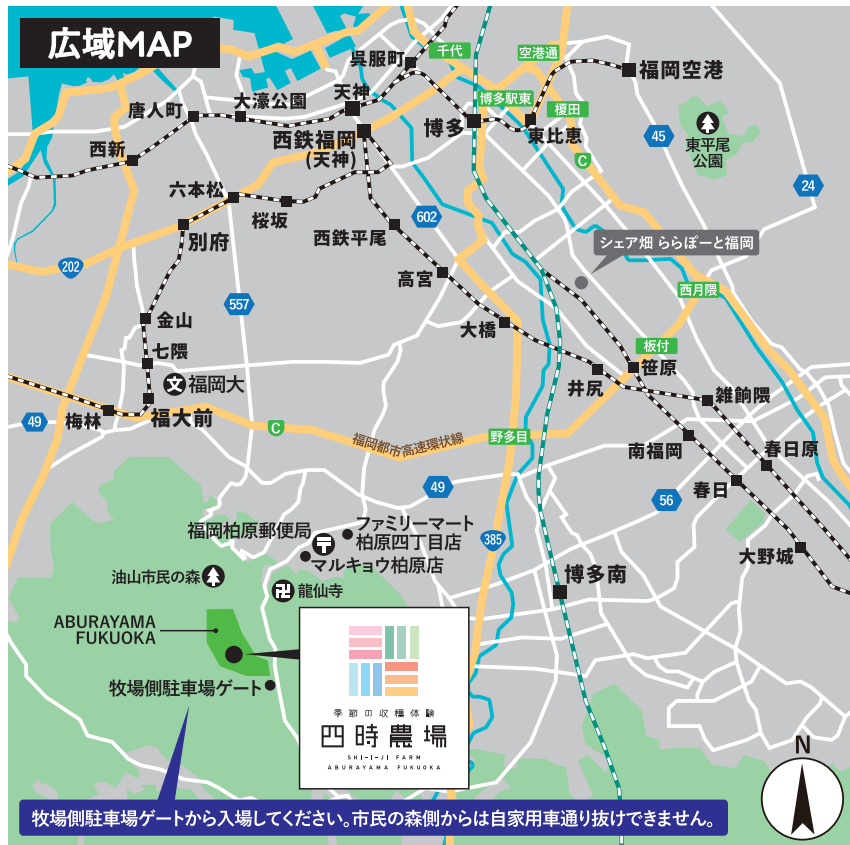 広域MAP
呉服町
千代
空港通
福岡空港
天神
博多駅東
榎田
大濠公園
唐人町
西鉄福岡
(天神)
博多
東比恵
45
東平尾
公園
西新
C
24
六本松
桜坂
602
別府
西鉄平尾
シェア畑 ららぽーと福岡
202
高宮
西月隈
557
金山
大橋
板付
七隈
笹原
文
福岡大
井尻
雑餉隈
49
梅林
福大前
C
福岡都市高速環状線
野多目
南福岡
春日原
49
56
春日
福岡柏原郵便局
ファミリーマート
柏原四丁目店
385
マルキョウ柏原店
大野城
油山市民の森
龍仙寺
博多南
ABURAYAMA
FUKUOKA
牧場側駐車場ゲート
季節の収種体験
四時農場
SHI-I-JI FARM
ABURAYAMA FUKUOKA
N
牧場側駐車場ゲートから入場してください。市民の森側からは自家用車通り抜けできません。